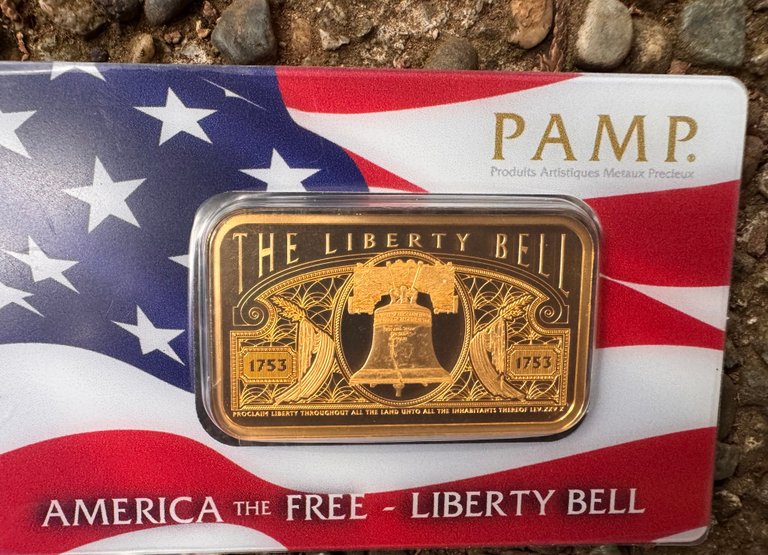 PAMP.
Produits Artistiques Metaux Precieux
THE LIBERTY BELL
1753
1753
PROCLAIM LIBERTY THROUGHOUT ALL THE LAND UNTO ALL THE INHABITANTS THEREOF LEV. XXV X
AMERICA THE FREE - LIBERTY BELL